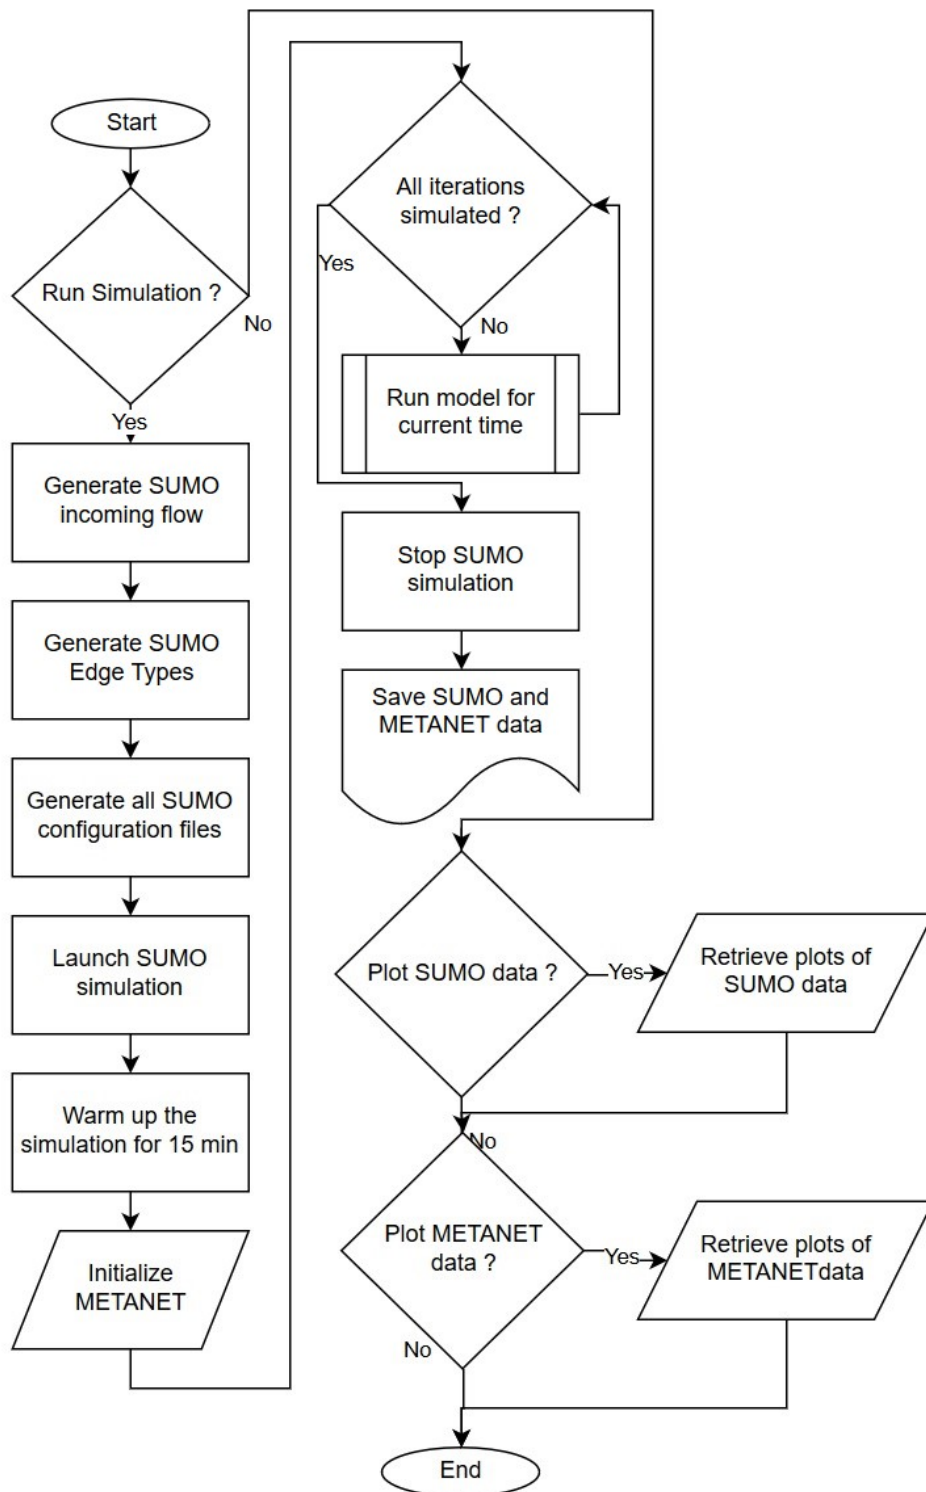 Start
Run Simulation ?
No
Yes
Generate SUMO
incoming flow
Generate SUMO
Edge Types
Generate all SUMO
configuration files
Launch SUMO
simulation
Warm up the
simulation for 15 min
Initialize
METANET
All iterations
simulated ?
Yes
No
Run model for
current time
Stop SUMO
simulation
Save SUMO and
METANET data
Plot SUMO data ?
Yes
Retrieve plots of
SUMO data
No
Plot METANET
data ?
Yes
Retrieve plots of
METANETdata
No
End